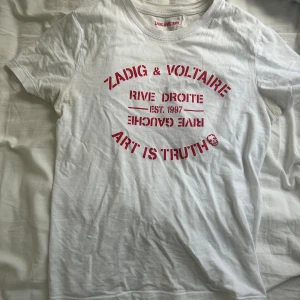 ZADIG & VOLTAIRE
RIVE DROITE
EST. 1997
RIVE GAUCHE
ART IS TRUTH